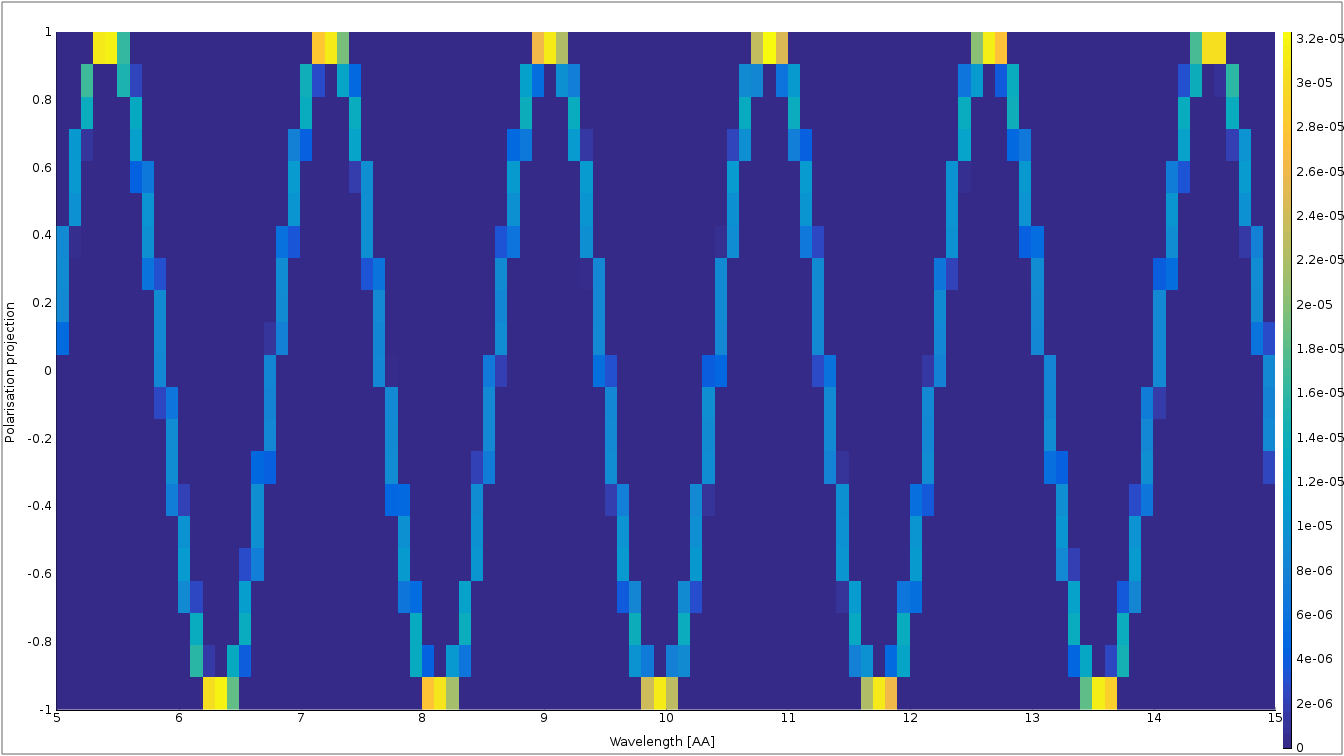 1
0.8
0.6
0.4
0.2
0
-0.2
-0.4
-0.6
-0.8
-1
Polarisation projection
5 6 7 8 9 10 11 12 13 14 15
Wavelength [AA]
3.2e-05
3e-05
2.8e-05
2.6e-05
2.4e-05
2.2e-05
2e-05
1.8e-05
1.6e-05
1.4e-05
1.2e-05
1e-05
8e-06
6e-06
4e-06
2e-06
0